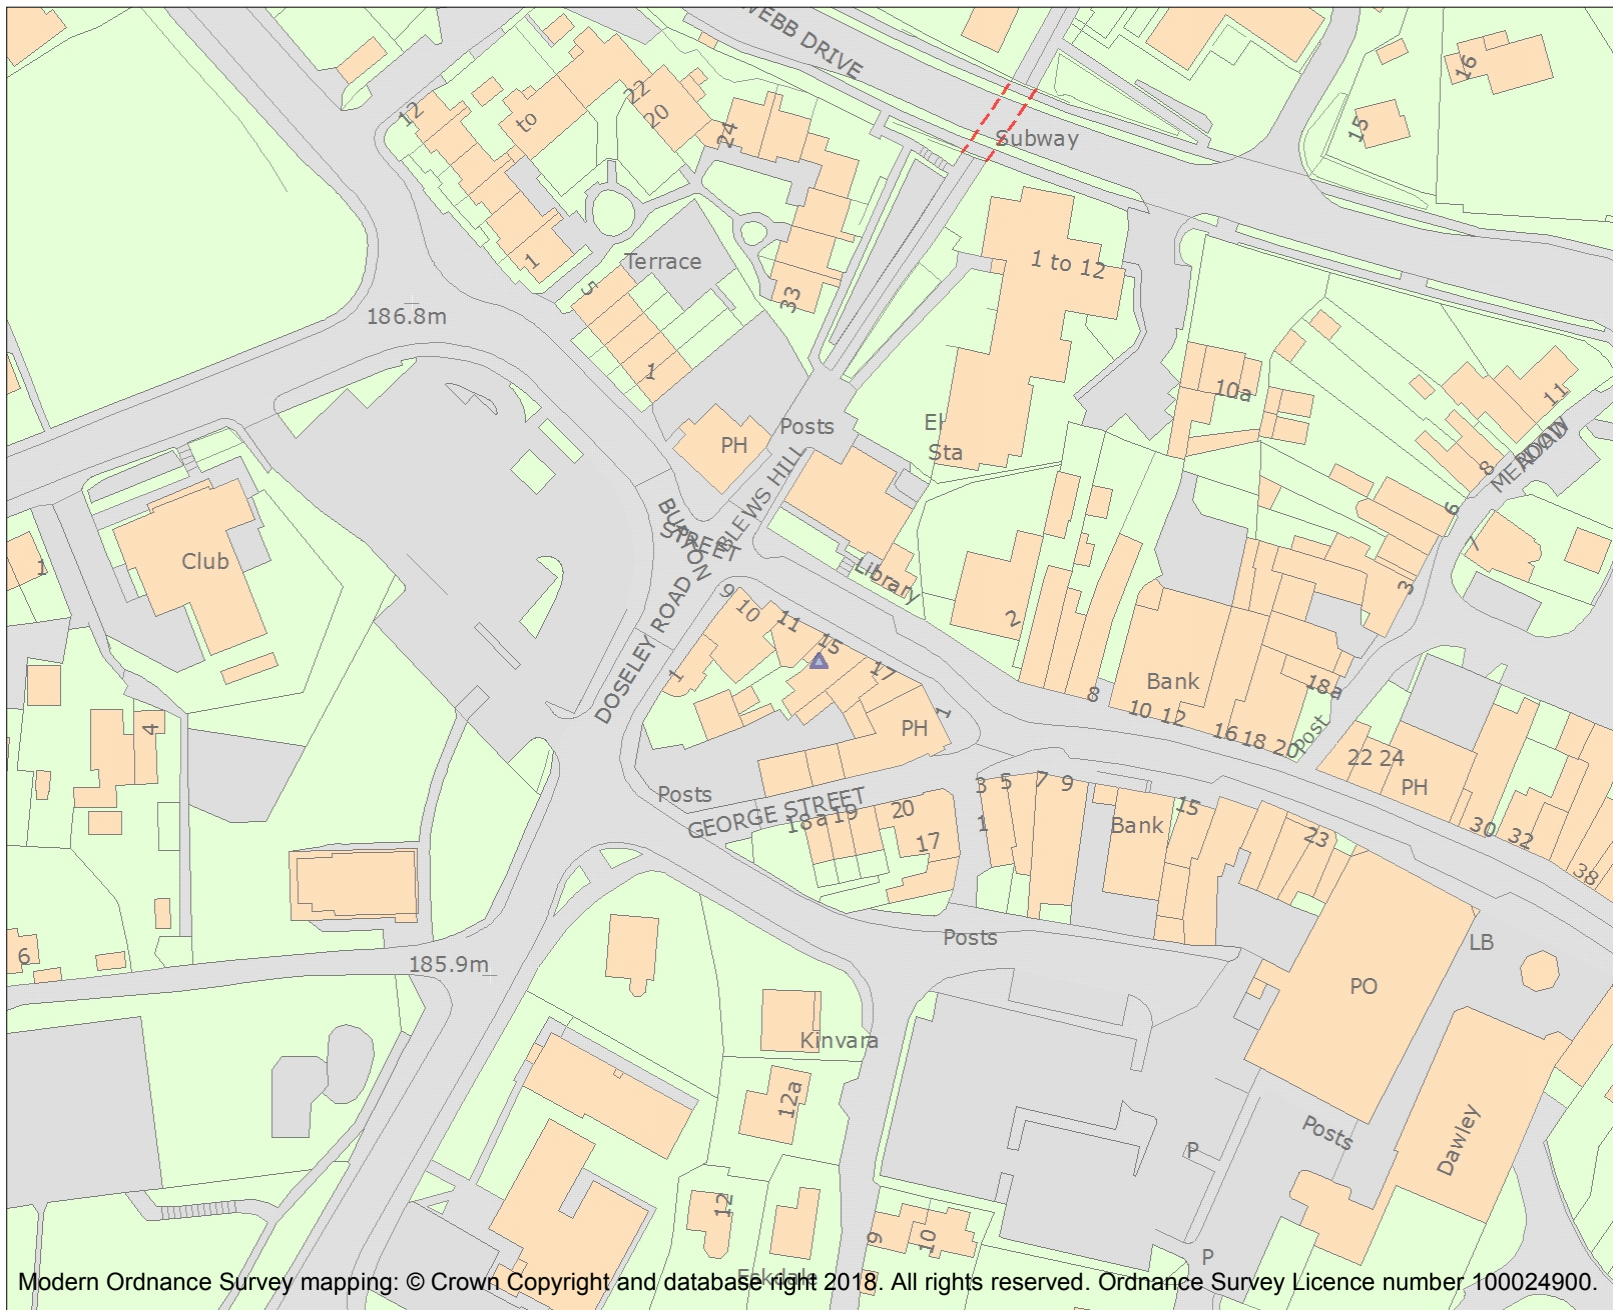 WEBB DRIVE
16
12
22
to
20
24
15
Subway
1
Terrace
1 to 12
5
33
186.8m
1
10a
11
Posts
El
Sta
PH
8
MEADOW
BURTON
STREET
6
Club
1
Library
7
3
9
10
11
2
15
DOSELEY ROAD
17
1
Bank
18a
8
10 12
16 18 20
Post
PH
1
4
22 24
PH
Posts
GEORGE STREET
18a 19
20
17
3
5
7
9
1
Bank
15
23
30
32
38
Posts
LB
6
185.9m
PO
Kinvara
12a
Posts
P
Dawley
12
9
10
P
Eskdale
Modern Ordnance Survey mapping: © Crown Copyright and database right 2018. All rights reserved. Ordnance Survey Licence number 100024900.